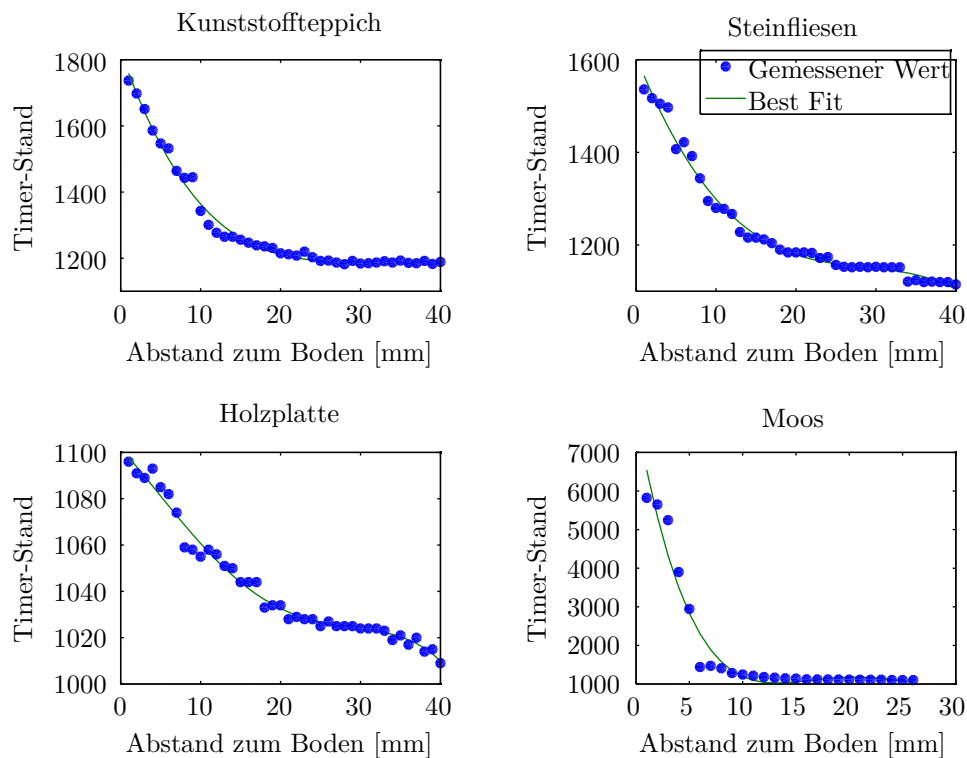 Kunststoffteppich
1800
1600
1400
1200
Timer-Stand
0 10 20 30 40
Abstand zum Boden [mm]
Steinfliesen
1600
1400
1200
Timer-Stand
Gemessener Wert
Best Fit
0 10 20 30 40
Abstand zum Boden [mm]
Holzplatte
1100
1080
1060
1040
1020
1000
Timer-Stand
0 10 20 30 40
Abstand zum Boden [mm]
Moos
7000
6000
5000
4000
3000
2000
1000
Timer-Stand
0 5 10 15 20 25 30
Abstand zum Boden [mm]